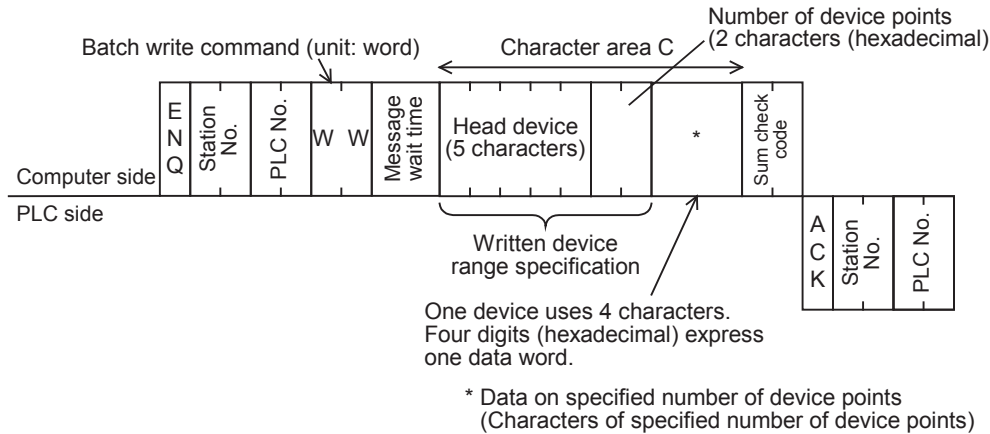 Number of device points
(2 characters (hexadecimal)
Batch write command (unit: word)
Character area C
E
N
Q
Station
No.
PLC No.
W W
Message
wait time
Head device
(5 characters)
*
Sum check
code
Computer side
PLC side
A
C
K
Station
No.
PLC No.
Written device
range specification
One device uses 4 characters.
Four digits (hexadecimal) express
one data word.
* Data on specified number of device points
(Characters of specified number of device points)